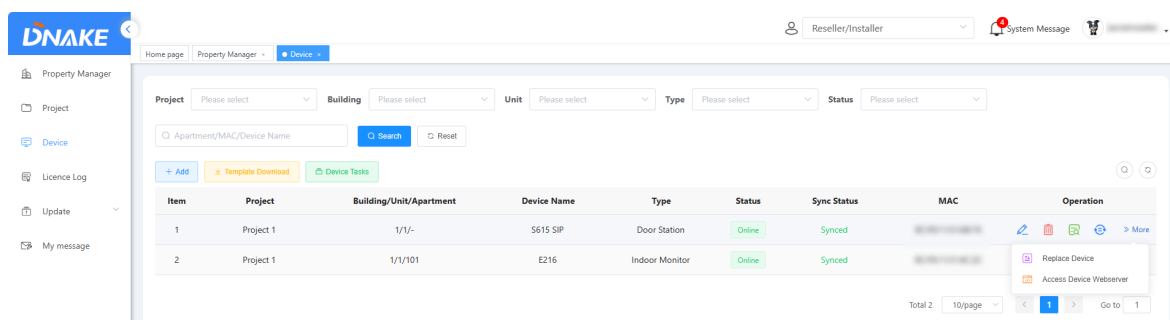 DNAKE
Reseller/Installer
4
System Message
Home page
Property Manager ×
Device ×
Property Manager
Project
Device
Licence Log
Update
My message
Project Please select
Building Please select
Unit Please select
Type Please select
Status Please select
Apartment/MAC/Device Name
Search
Reset
+ Add
Template Download
Device Tasks
Item Project Building/Unit/Apartment Device Name Type Status Sync Status MAC Operation
1 Project 1 1/1/- S615 SIP Door Station Online Synced » More
2 Project 1 1/1/101 E216 Indoor Monitor Online Synced
Replace Device
Access Device Webserver
Total 2 10/page < 1 > Go to 1